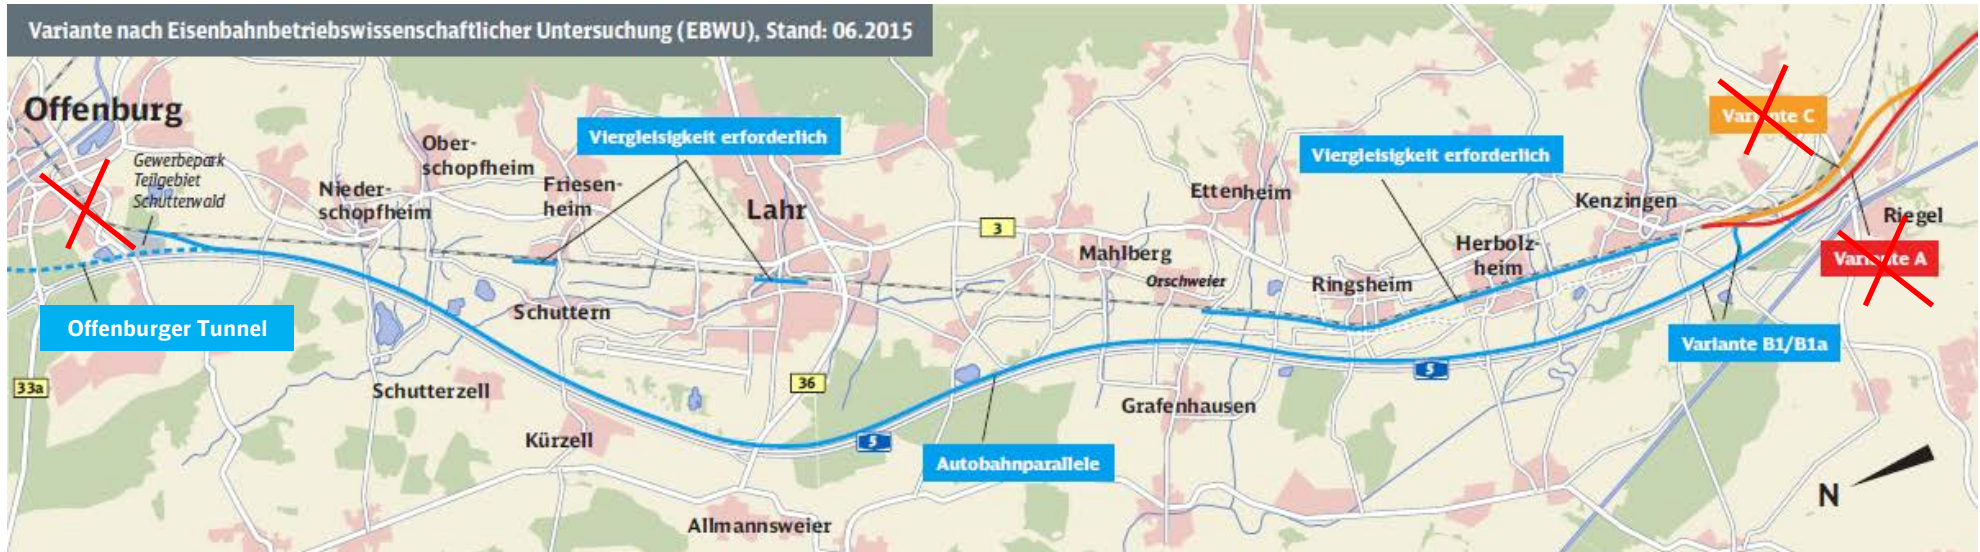 Variante nach Eisenbahnbetriebswissenschaftlicher Untersuchung (EBWU), Stand: 06.2015
Offenburg
Gewerbepark
Teilgebiet
Schutterwald
Nieder-
schopfheim
Ober-
schopfheim
Friesen-
heim
Viergleisigkeit erforderlich
Lahr
3
Mahlberg
Orschweier
Ettenheim
Viergleisigkeit erforderlich
Ringsheim
Herbolz-
heim
Kenzingen
Variante C
Riegel
Variante A
Variante B1/B1a
Offenburger Tunnel
33a
Schuttern
Schutterzell
Kürzell
36
5
Autobahnparallele
Grafenhausen
5
Allmannsweier
N